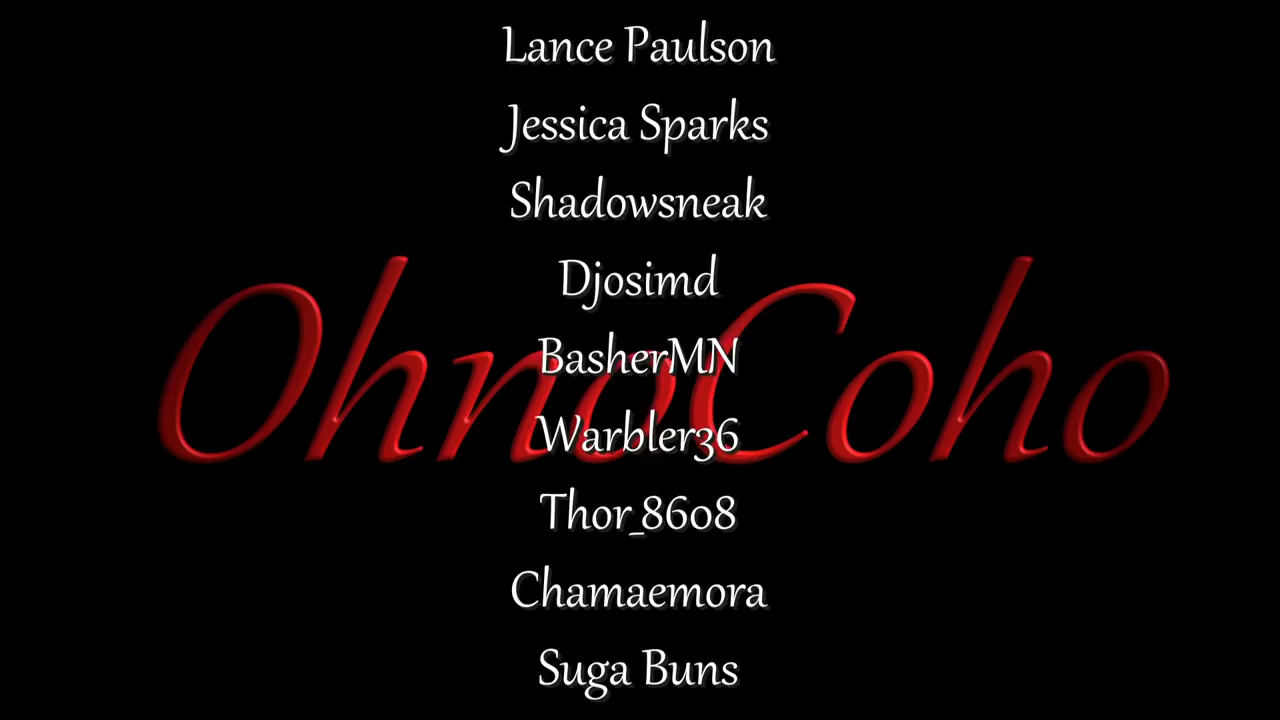 Lance Paulson
Jessica Sparks
Shadowsneak
Djosimd
OhnoCoho
BasherMN
Warbler36
Thor_8608
Chamaemora
Suga Buns